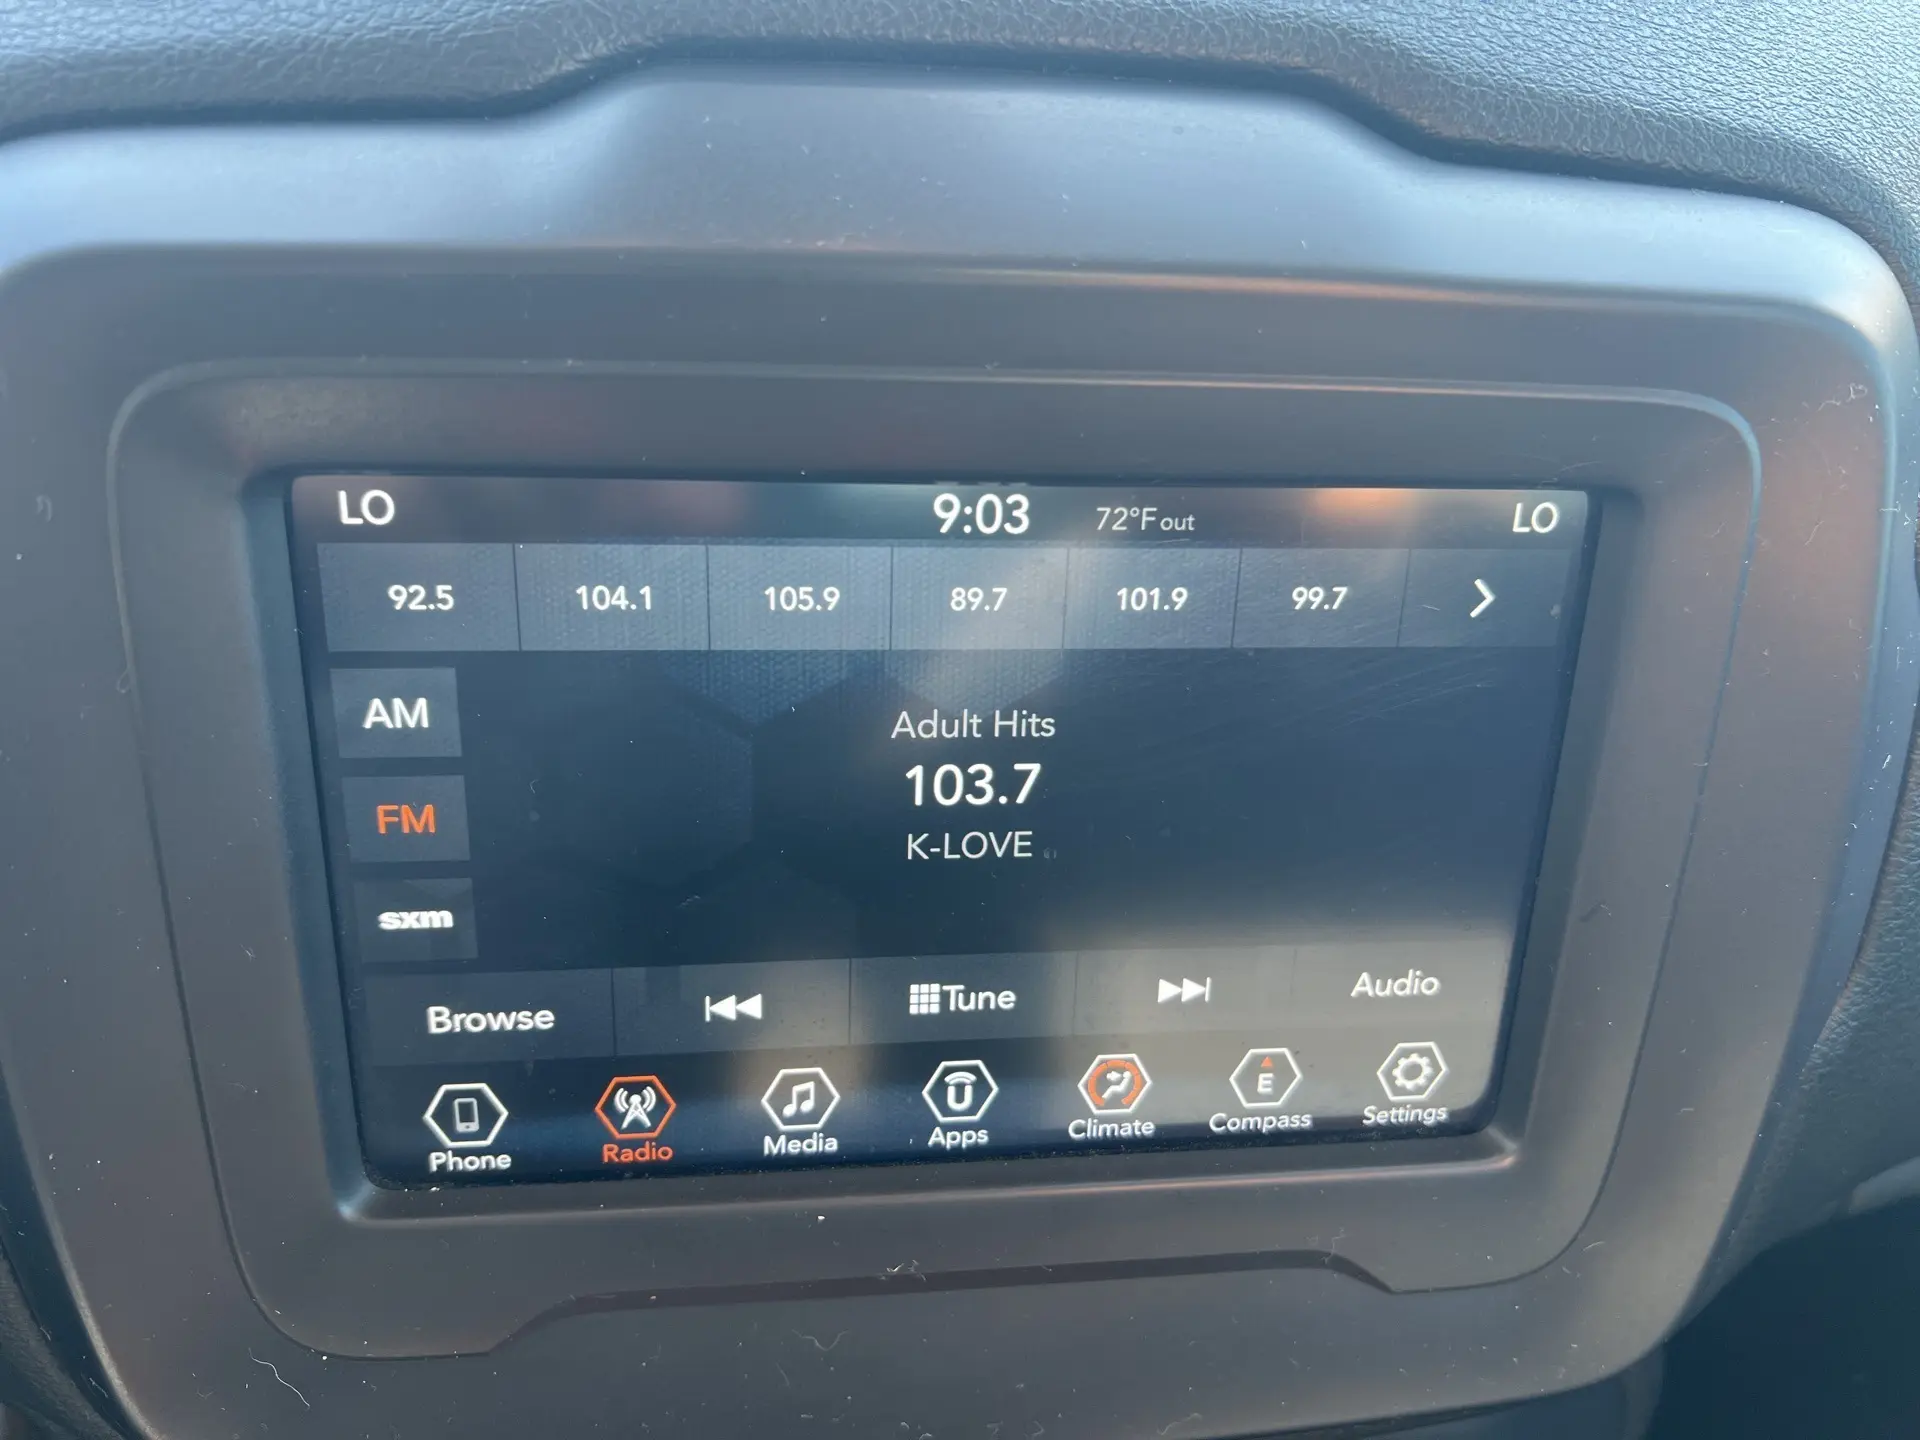 LO 9:03 72°F out LO
92.5 104.1 105.9 89.7 101.9 99.7
AM
Adult Hits
103.7
FM
K-LOVE
sxm
Browse Tune Audio
Phone Radio Media U Apps Climate E Compass Settings